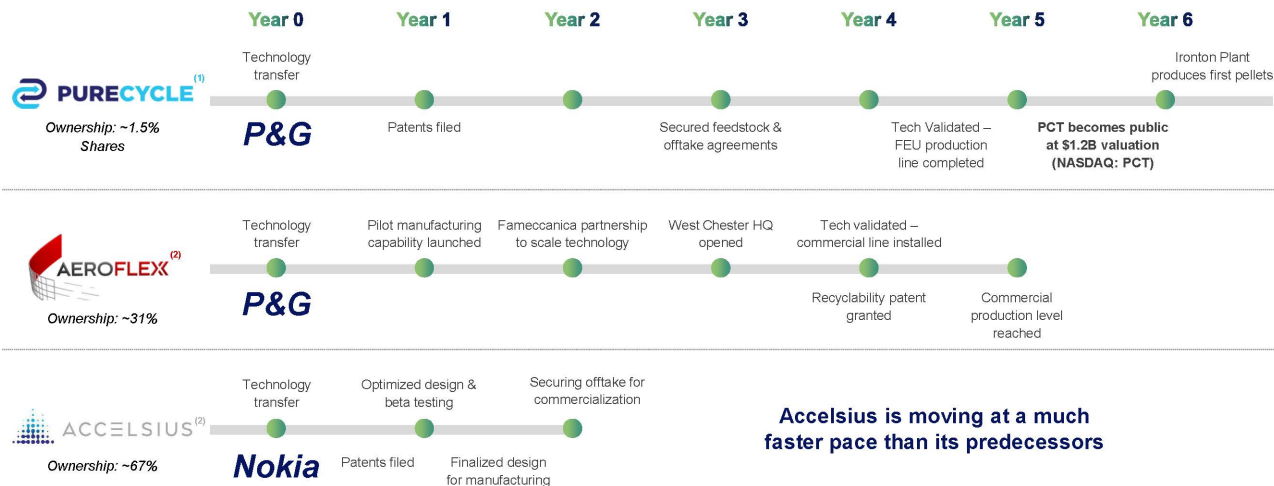 Year 0 Year 1 Year 2 Year 3 Year 4 Year 5 Year 6
PURECYCLE (1)
Ownership: ~1.5%
Shares
Technology
transfer
P&G
Patents filed
Secured feedstock &
offtake agreements
Tech Validated –
FEU production
line completed
PCT becomes public
at $1.2B valuation
(NASDAQ: PCT)
Ironton Plant
produces first pellets
AEROFLEXX (2)
Ownership: ~31%
Technology
transfer
P&G
Pilot manufacturing
capability launched
Fameccanica partnership
to scale technology
West Chester HQ
opened
Tech validated –
commercial line installed
Recyclability patent
granted
Commercial
production level
reached
ACCELSIUS (2)
Ownership: ~67%
Technology
transfer
Nokia
Optimized design &
beta testing
Patents filed
Finalized design
for manufacturing
Securing offtake for
commercialization
Accelsius is moving at a much
faster pace than its predecessors